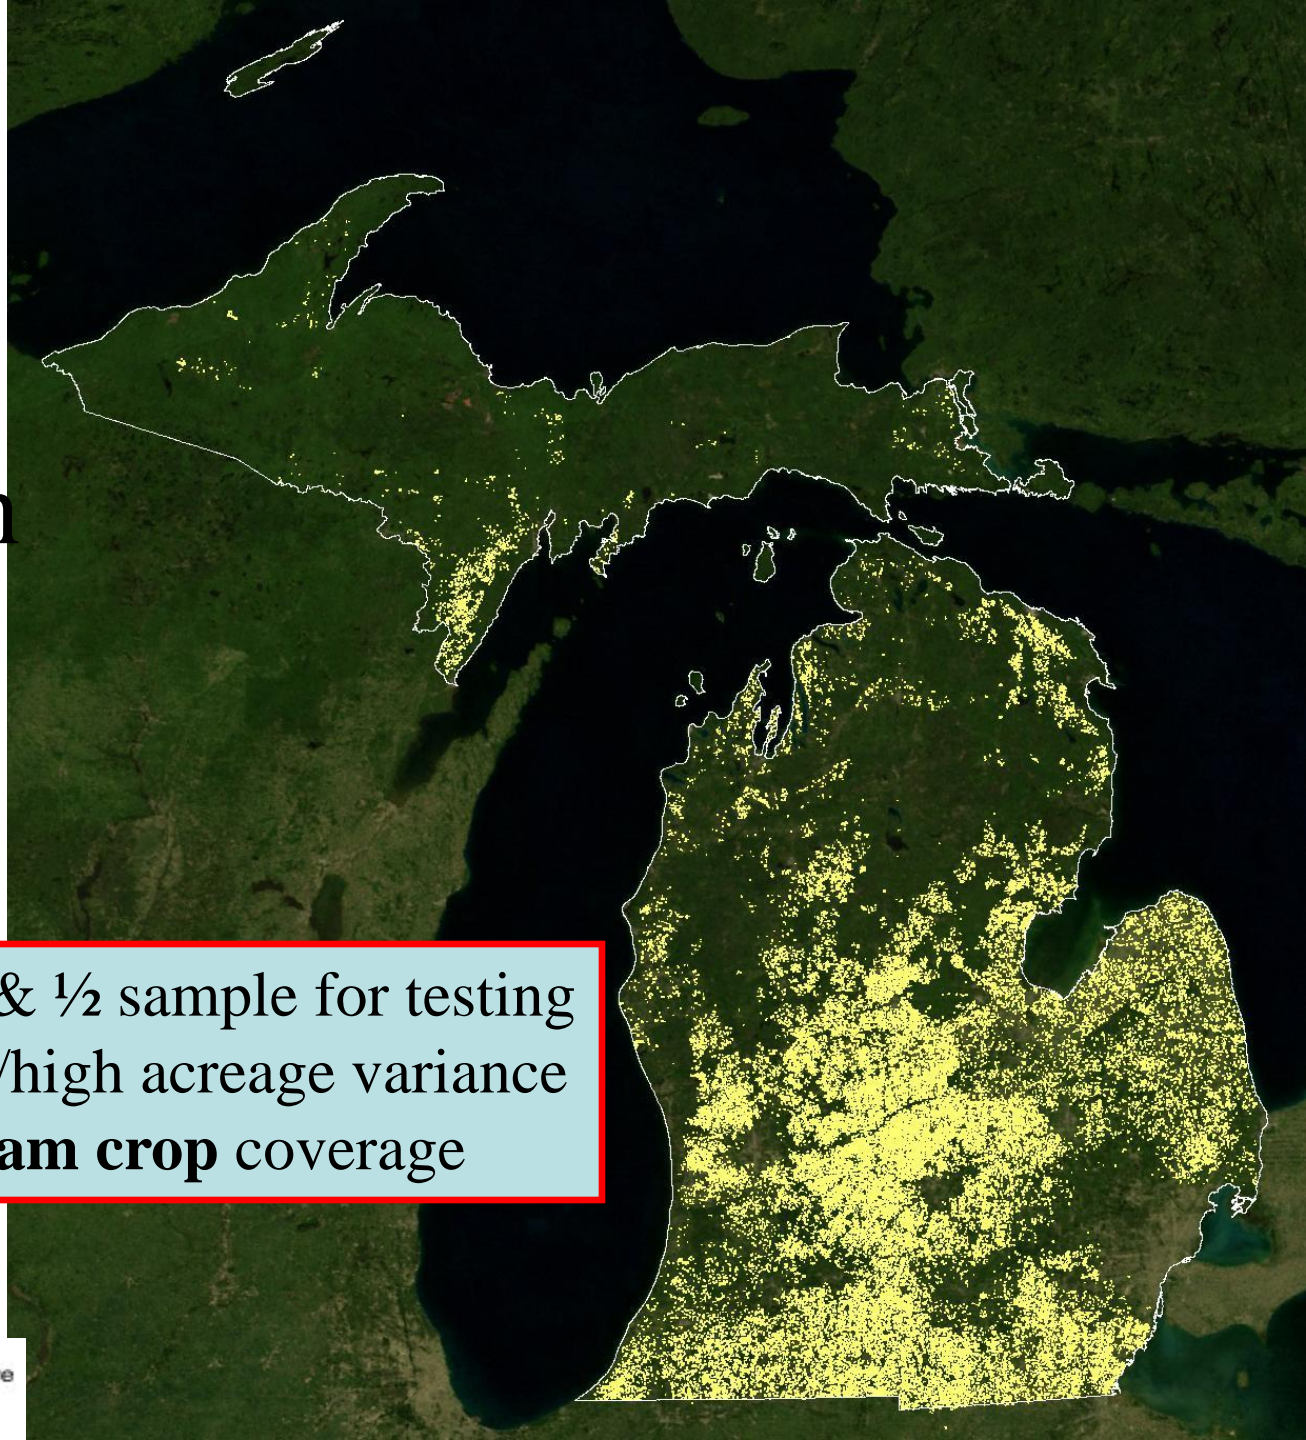 & ½ sample for testing
/high acreage variance
am crop coverage